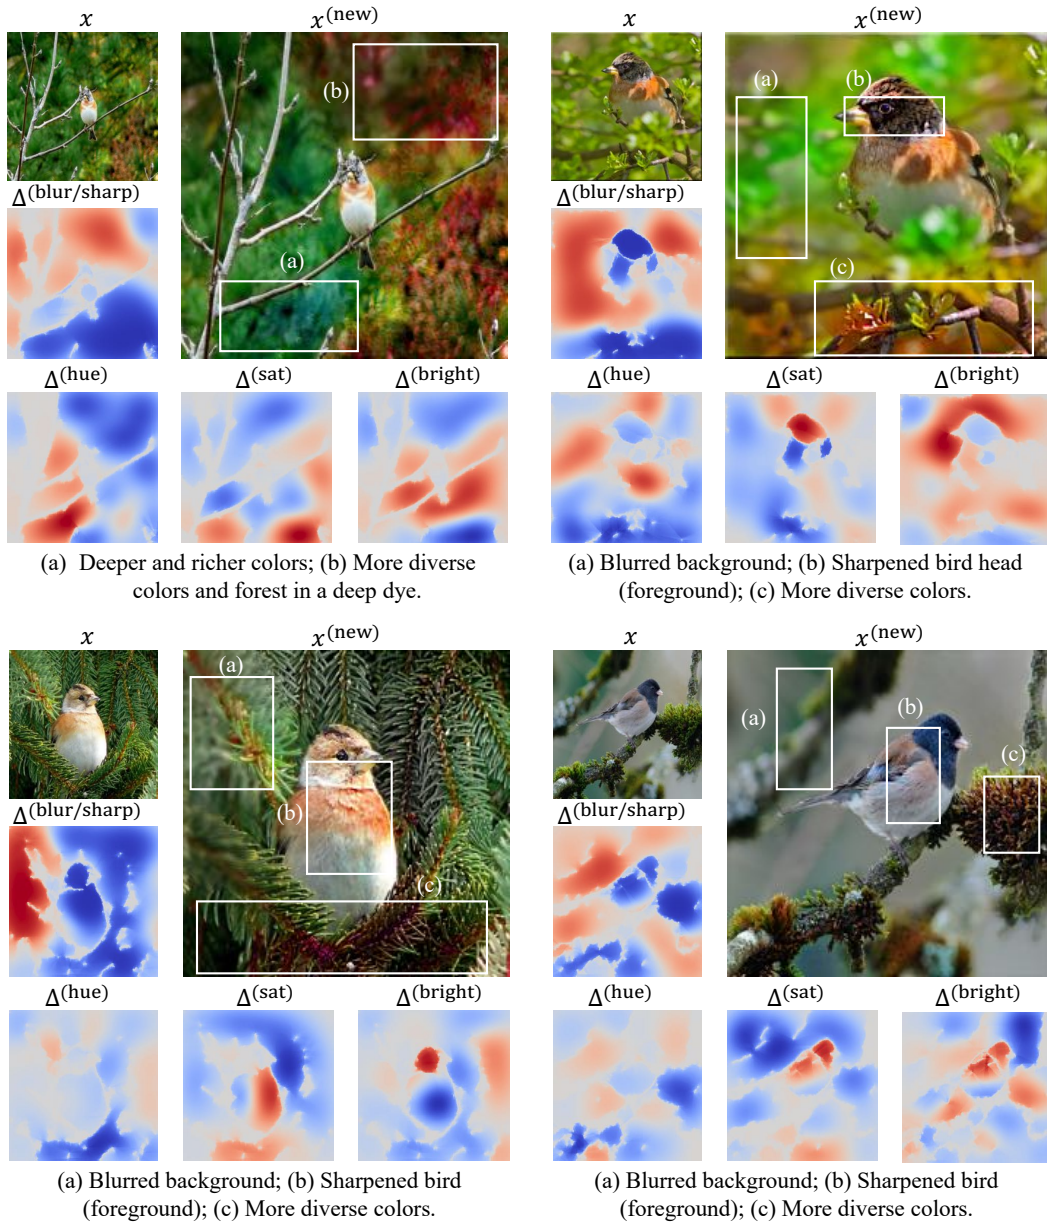 x
x(new)
(b)
(a)
Δ(blur/sharp)
Δ(hue)
Δ(sat)
Δ(bright)
(a) Deeper and richer colors; (b) More diverse
colors and forest in a deep dye.
x
x(new)
(a)
(b)
(c)
Δ(blur/sharp)
Δ(hue)
Δ(sat)
Δ(bright)
(a) Blurred background; (b) Sharpened bird head
(foreground); (c) More diverse colors.
x
x(new)
(a)
(b)
(c)
Δ(blur/sharp)
Δ(hue)
Δ(sat)
Δ(bright)
(a) Blurred background; (b) Sharpened bird
(foreground); (c) More diverse colors.
x
x(new)
(a)
(b)
(c)
Δ(blur/sharp)
Δ(hue)
Δ(sat)
Δ(bright)
(a) Blurred background; (b) Sharpened bird
(foreground); (c) More diverse colors.